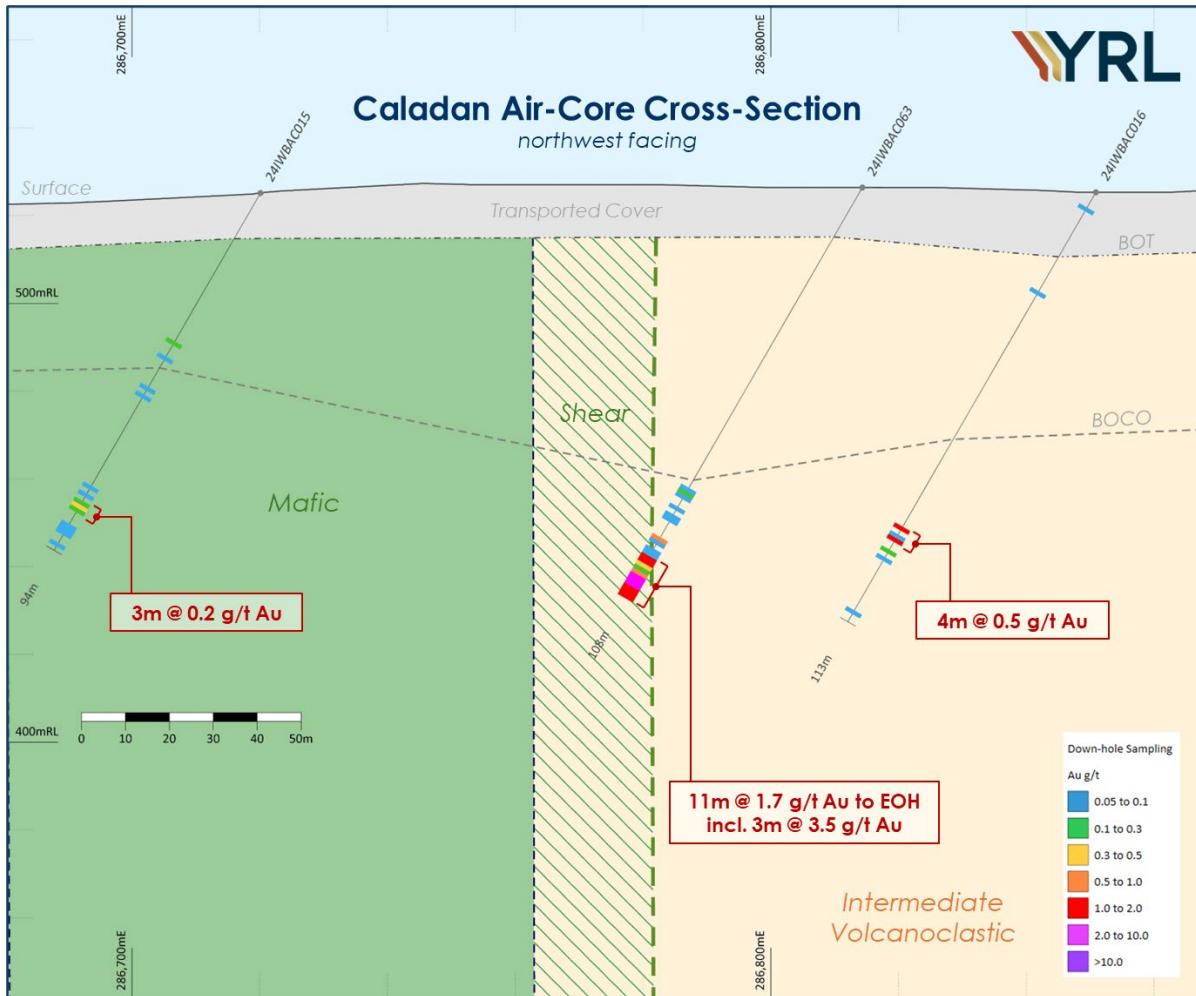 286,700mE
286,800mE
YRL
Caladan Air-Core Cross-Section
northwest facing
24IWBAC015
24IWBAC063
24IWBAC016
Surface
Transported Cover
BOT
500mRL
Shear
BOCO
Mafic
94m
3m @ 0.2 g/t Au
108m
4m @ 0.5 g/t Au
113m
0 10 20 30 40 50m
400mRL
11m @ 1.7 g/t Au to EOH
incl. 3m @ 3.5 g/t Au
Intermediate
Volcanoclastic
Down-hole Sampling
Au g/t
0.05 to 0.1
0.1 to 0.3
0.3 to 0.5
0.5 to 1.0
1.0 to 2.0
2.0 to 10.0
>10.0
286,700mE
286,800mE